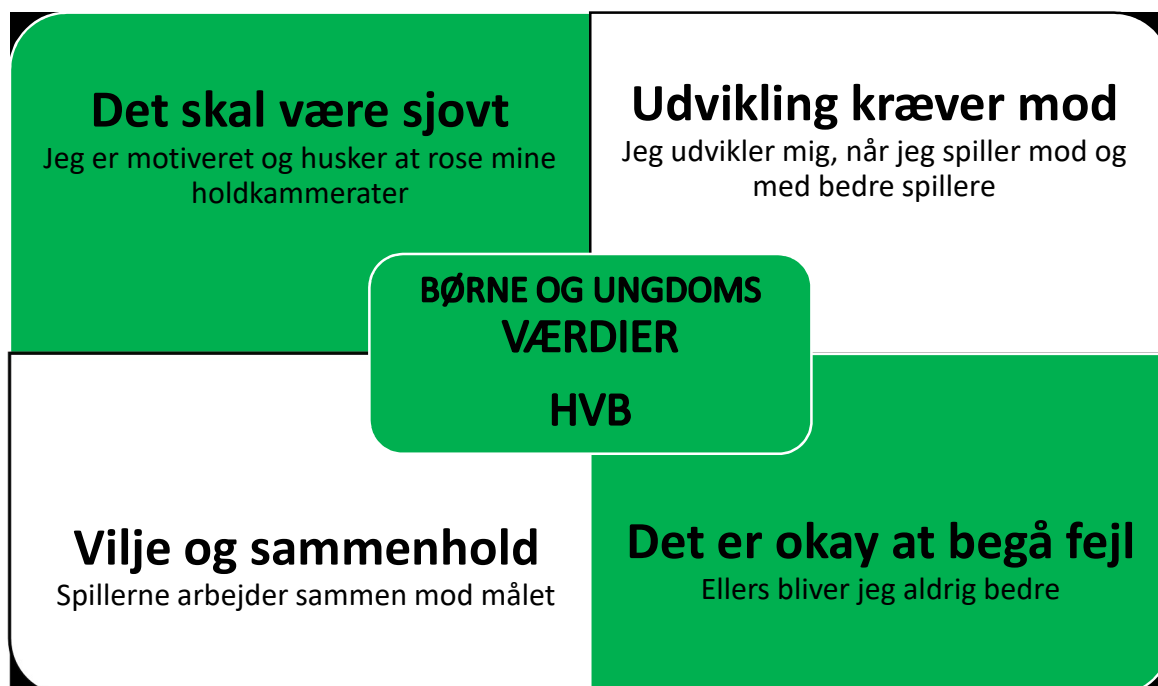 Det skal være sjovt
Jeg er motiveret og husker at rose mine
holdkammerater
Udvikling kræver mod
Jeg udvikler mig, når jeg spiller mod og
med bedre spillere
BØRNE OG UNGDOMS
VÆRDIER
HVB
Vilje og sammenhold
Spillerne arbejder sammen mod målet
Det er okay at begå fejl
Ellers bliver jeg aldrig bedre